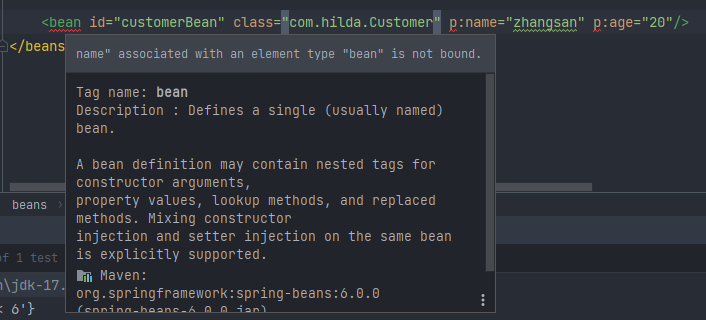 <bean id="customerBean" class="com.hilda.Customer" p:name="zhangsan" p:age="20"/>
</beans
name" associated with an element type "bean" is not bound.
Tag name: bean
Description : Defines a single (usually named)
bean.
A bean definition may contain nested tags for
constructor arguments,
property values, lookup methods, and replaced
methods. Mixing constructor
injection and setter injection on the same bean
is explicitly supported.
beans
of 1 test
Maven:
n\jdk-17.
org.springframework:spring-beans:6.0.0
6'}
(spring-beans-6.0.0.jar)